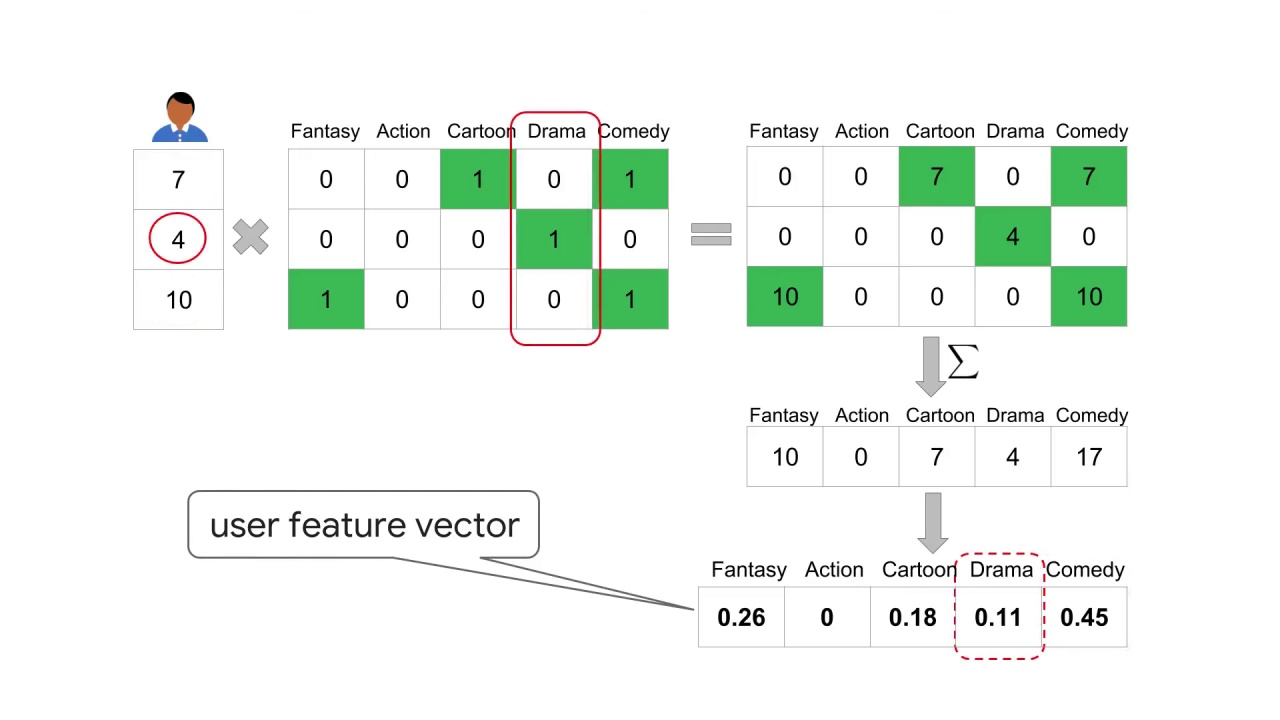 Fantasy Action Cartoon Drama Comedy
7
4
10
0 0 1 0 1
0 0 0 1 0
1 0 0 0 1
Fantasy Action Cartoon Drama Comedy
0 0 7 0 7
0 0 0 4 0
10 0 0 0 10
∑
Fantasy Action Cartoon Drama Comedy
10 0 7 4 17
user feature vector
Fantasy Action Cartoon Drama Comedy
0.26 0 0.18 0.11 0.45